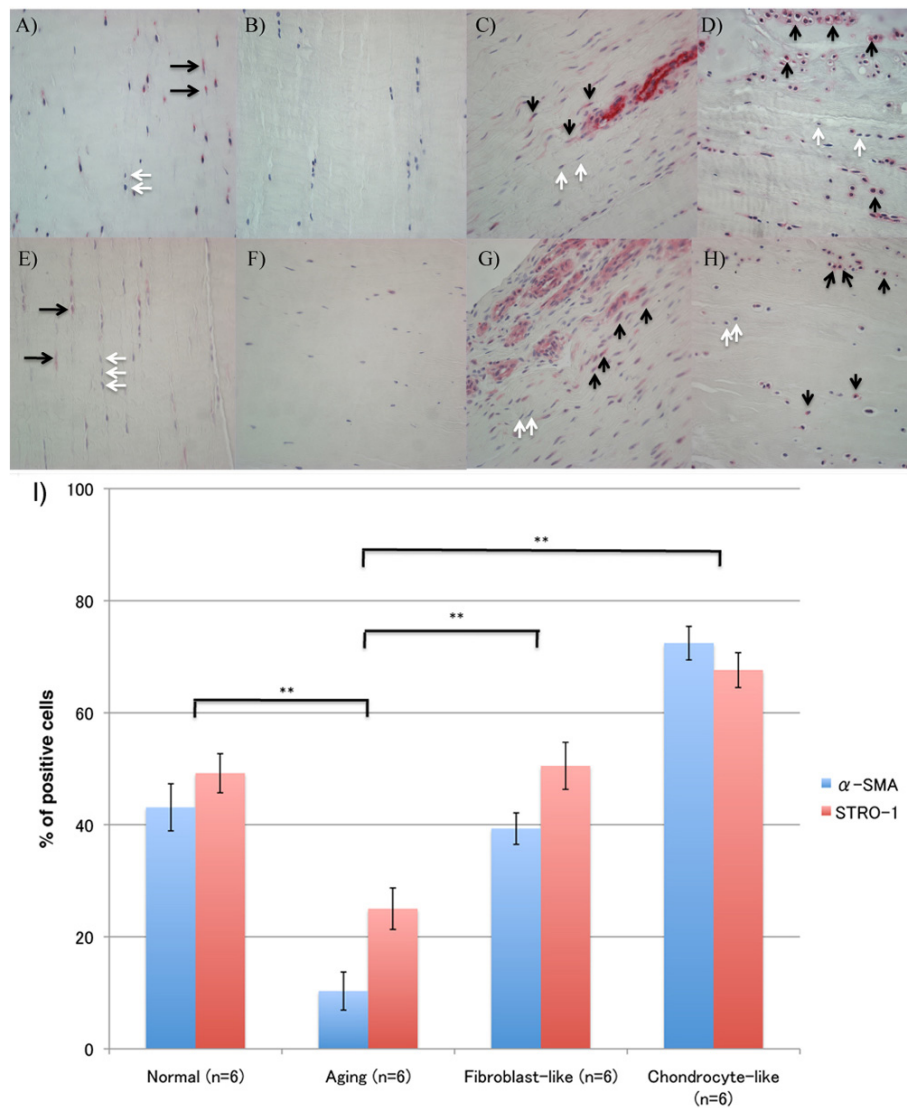 A)
B)
C)
D)
E)
F)
G)
H)
I)
100
80
60
40
20
0
% of positive cells
**
**
**
α-SMA
STRO-1
Normal (n=6)
Aging (n=6)
Fibroblast-like (n=6)
Chondrocyte-like
(n=6)